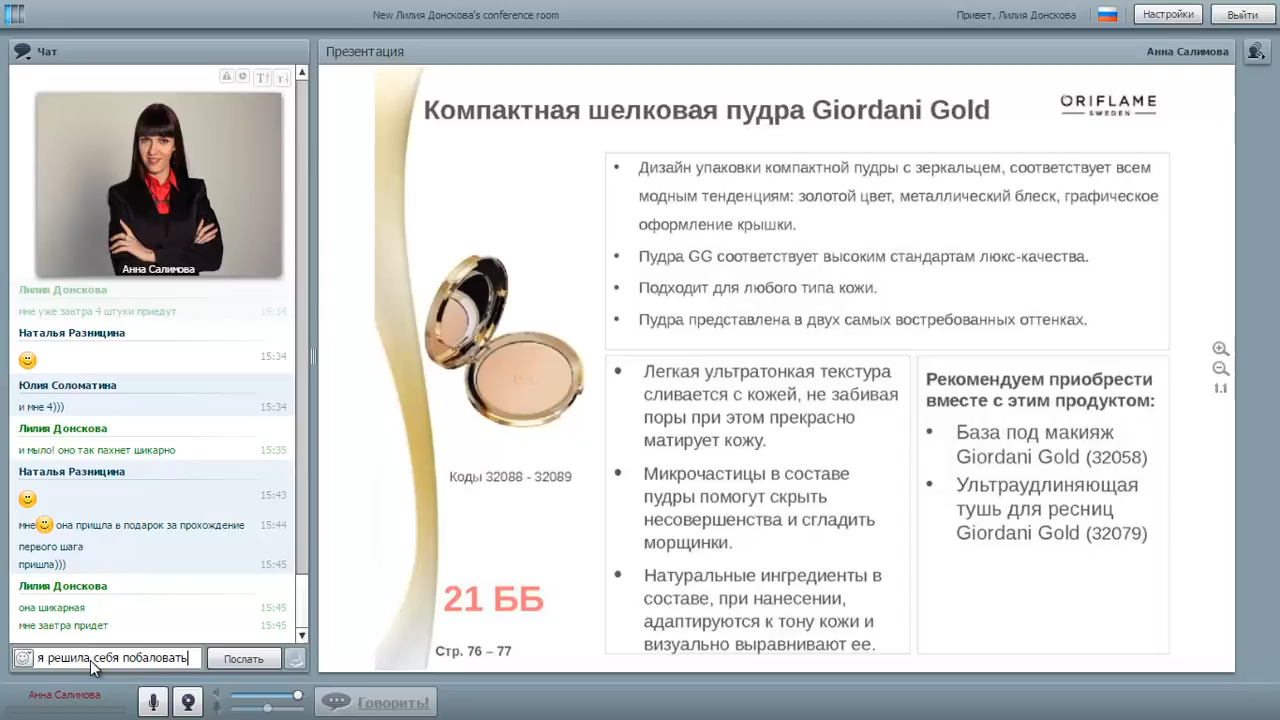 New Лилия Донскова's conference room
Привет, Лилия Донскова
Настройки
Выйти
Чат
Презентация
Анна Салимова
Анна Салимова
Лилия Донскова
мне уже завтра 4 штуки приедут 15:34
Наталья Разницина
15:34
Юлия Соломатина
и мне 4))) 15:34
Лилия Донскова
и мыло! оно так пахнет шикарно 15:35
Наталья Разницина
15:43
мне она пришла в подарок за прохождение 15:44
первого шага
пришла))) 15:45
Лилия Донскова
она шикарная 15:45
мне завтра придет 15:45
я решила себя побаловать
Послать
Анна Салимова
Говорить!
Компактная шелковая пудра Giordani Gold
ORIFLAME
SWEDEN
• Дизайн упаковки компактной пудры с зеркальцем, соответствует всем
модным тенденциям: золотой цвет, металлический блеск, графическое
оформление крышки.
• Пудра GG соответствует высоким стандартам люкс-качества.
• Подходит для любого типа кожи.
• Пудра представлена в двух самых востребованных оттенках.
Коды 32088 - 32089
21 ББ
Стр. 76 – 77
• Легкая ультратонкая текстура
сливается с кожей, не забивая
поры при этом прекрасно
матирует кожу.
• Микрочастицы в составе
пудры помогут скрыть
несовершенства и сгладить
морщинки.
• Натуральные ингредиенты в
составе, при нанесении,
адаптируются к тону кожи и
визуально выравнивают ее.
Рекомендуем приобрести
вместе с этим продуктом:
• База под макияж
Giordani Gold (32058)
• Ультраудлиняющая
тушь для ресниц
Giordani Gold (32079)
1.1